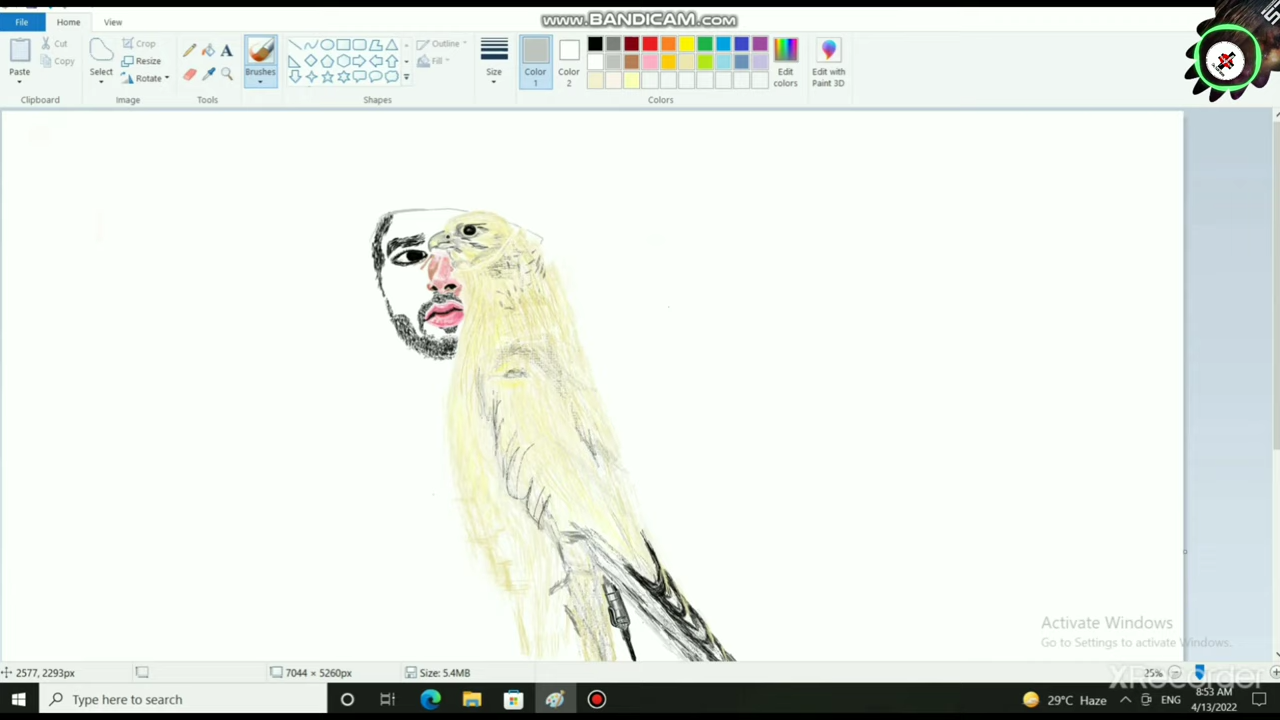 www.BANDICAM.com
File Home View
Cut
Crop
Outline
Copy
Resize
Fill
Paste
Select
Rotate
Brushes
Size
Color
1
Color
2
Edit
colors
Edit with
Paint 3D
Clipboard
Image
Tools
Shapes
Colors
Activate Windows
Go to Settings to activate Windows.
2577, 2293px
7044 × 5260px
Size: 5.4MB
25%
XRecorder
Type here to search
29°C Haze
ENG
8:53 AM
4/13/2022